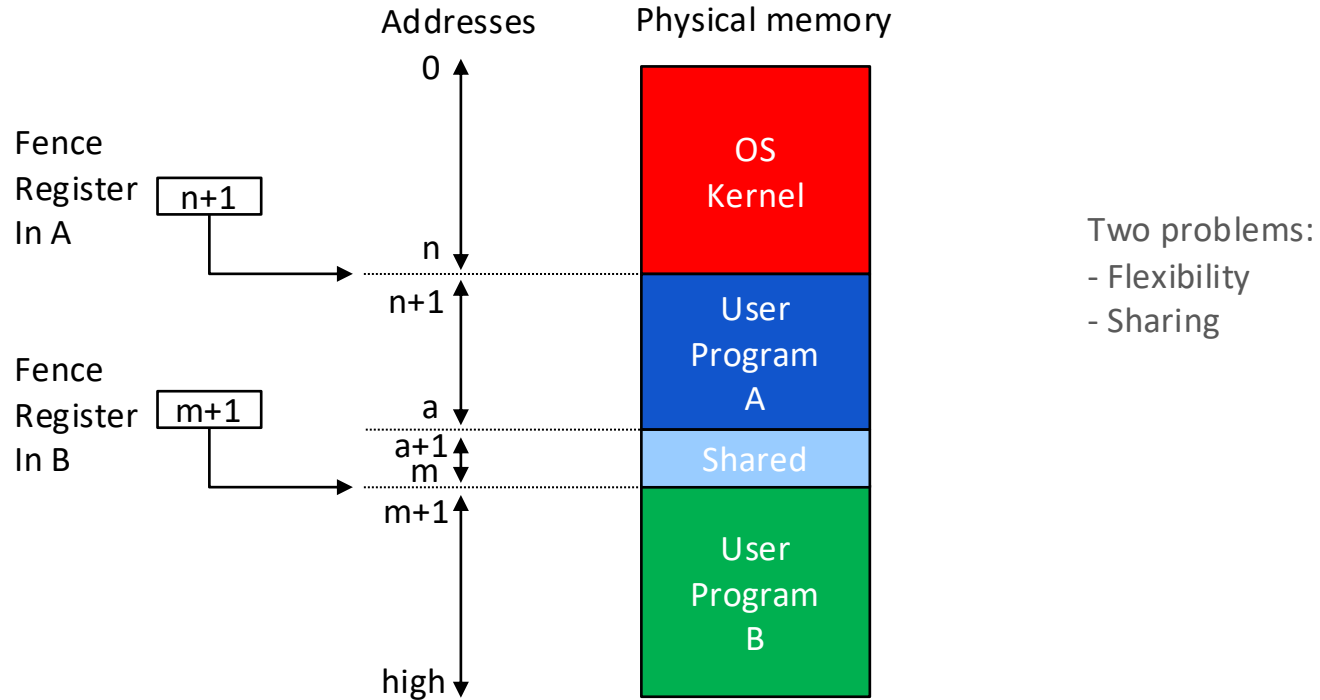 Addresses
Physical memory
0
Fence
Register
In A
n+1
OS
Kernel
n
n+1
Two problems:
- Flexibility
- Sharing
User
Program
A
Fence
Register
In B
m+1
a
a+1
m
m+1
Shared
User
Program
B
high